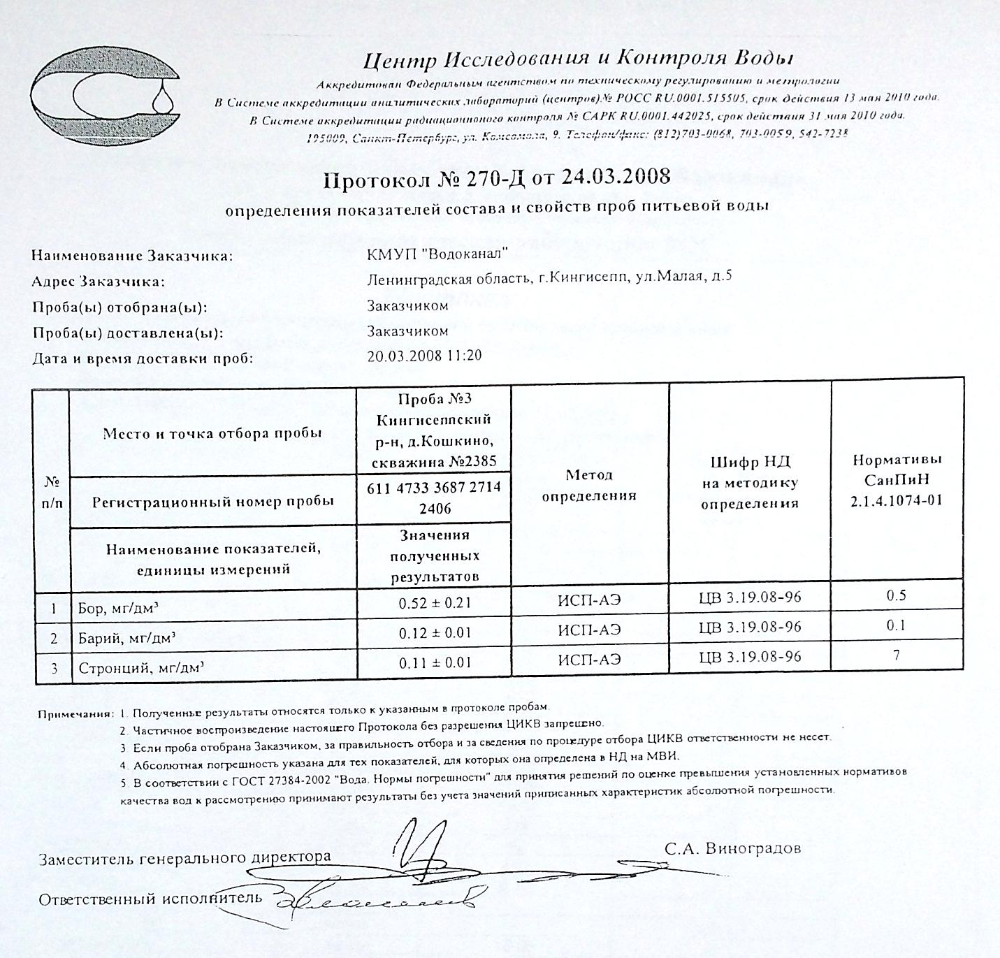 Центр Исследования и Контроля Воды
Аккредитован Федеральным агентством по техническому регулированию и метрологии
В Системе аккредитации аналитических лабораторий (центров).№ РОСС RU.0001.515505, срок действия 13 мая 2010 года.
В Системе аккредитации радиационного контроля № САРК RU.0001.442025, срок действия 31 мая 2010 года.
195009, Санкт-Петербург, ул. Комсомола, 9. Телефон/факс: (812)703-0068, 703-0059, 542-7238
Протокол № 270-Д от 24.03.2008
определения показателей состава и свойств проб питьевой воды
Наименование Заказчика: КМУП "Водоканал"
Адрес Заказчика: Ленинградская область, г.Кингисепп, ул.Малая, д.5
Проба(ы) отобрана(ы): Заказчиком
Проба(ы) доставлена(ы): Заказчиком
Дата и время доставки проб: 20.03.2008 11:20
№
п/п
Место и точка отбора пробы
Проба №3
Кингисеппский
р-н, д.Кошкино,
скважина №2385
Регистрационный номер пробы
611 4733 3687 2714
2406
Наименование показателей,
единицы измерений
Значения
полученных
результатов
Метод
определения
Шифр НД
на методику
определения
Нормативы
СанПиН
2.1.4.1074-01
1 Бор, мг/дм³ 0.52 ± 0.21 ИСП-АЭ ЦВ 3.19.08-96 0.5
2 Барий, мг/дм³ 0.12 ± 0.01 ИСП-АЭ ЦВ 3.19.08-96 0.1
3 Стронций, мг/дм³ 0.11 ± 0.01 ИСП-АЭ ЦВ 3.19.08-96 7
Примечания: 1. Полученные результаты относятся только к указанным в протоколе пробам.
2. Частичное воспроизведение настоящего Протокола без разрешения ЦИКВ запрещено.
3. Если проба отобрана Заказчиком, за правильность отбора и за сведения по процедуре отбора ЦИКВ ответственности не несет.
4. Абсолютная погрешность указана для тех показателей, для которых она определена в НД на МВИ.
5. В соответствии с ГОСТ 27384-2002 "Вода. Нормы погрешности" для принятия решений по оценке превышения установленных нормативов
качества вод к рассмотрению принимают результаты без учета значений приписанных характеристик абсолютной погрешности.
Заместитель генерального директора С.А. Виноградов
Ответственный исполнитель